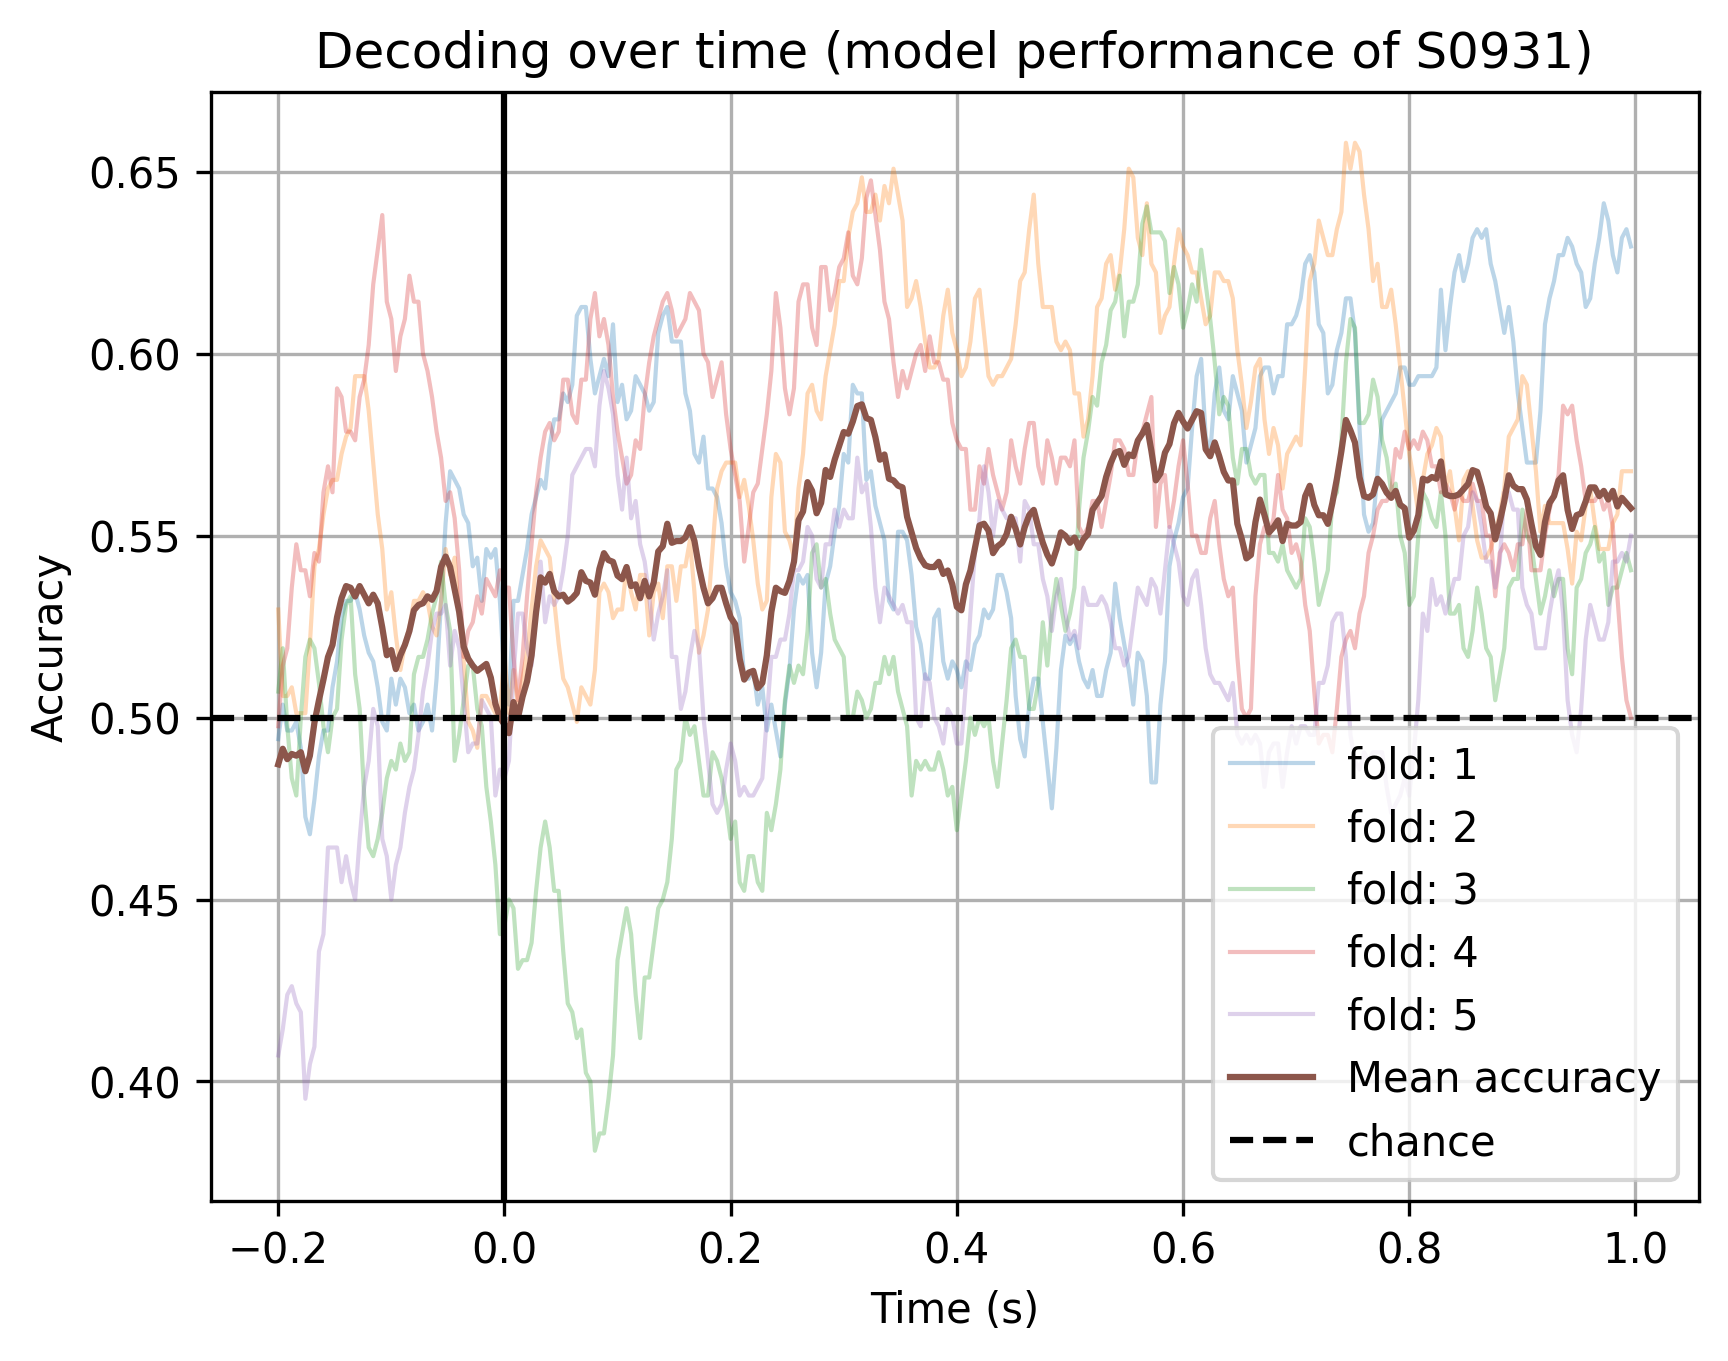 Decoding over time (model performance of S0931)
Accuracy
0.65
0.60
0.55
0.50
0.45
0.40
fold: 1
fold: 2
fold: 3
fold: 4
fold: 5
Mean accuracy
chance
−0.2 0.0 0.2 0.4 0.6 0.8 1.0
Time (s)